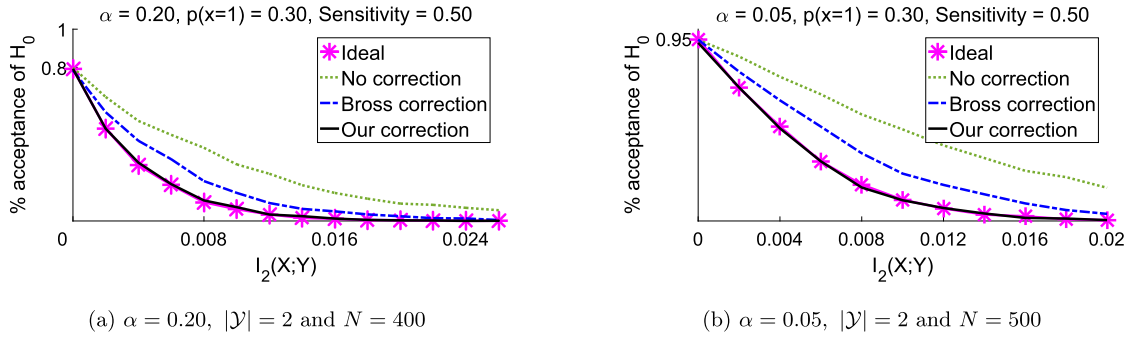 α = 0.20, p(x=1) = 0.30, Sensitivity = 0.50
% acceptance of H0
1
0.8
Ideal
No correction
Bross correction
Our correction
0 0.008 0.016 0.024
I2(X;Y)
(a) α = 0.20, |𝒴| = 2 and N = 400
α = 0.05, p(x=1) = 0.30, Sensitivity = 0.50
% acceptance of H0
0.95
Ideal
No correction
Bross correction
Our correction
0 0.004 0.008 0.012 0.016 0.02
I2(X;Y)
(b) α = 0.05, |𝒴| = 2 and N = 500